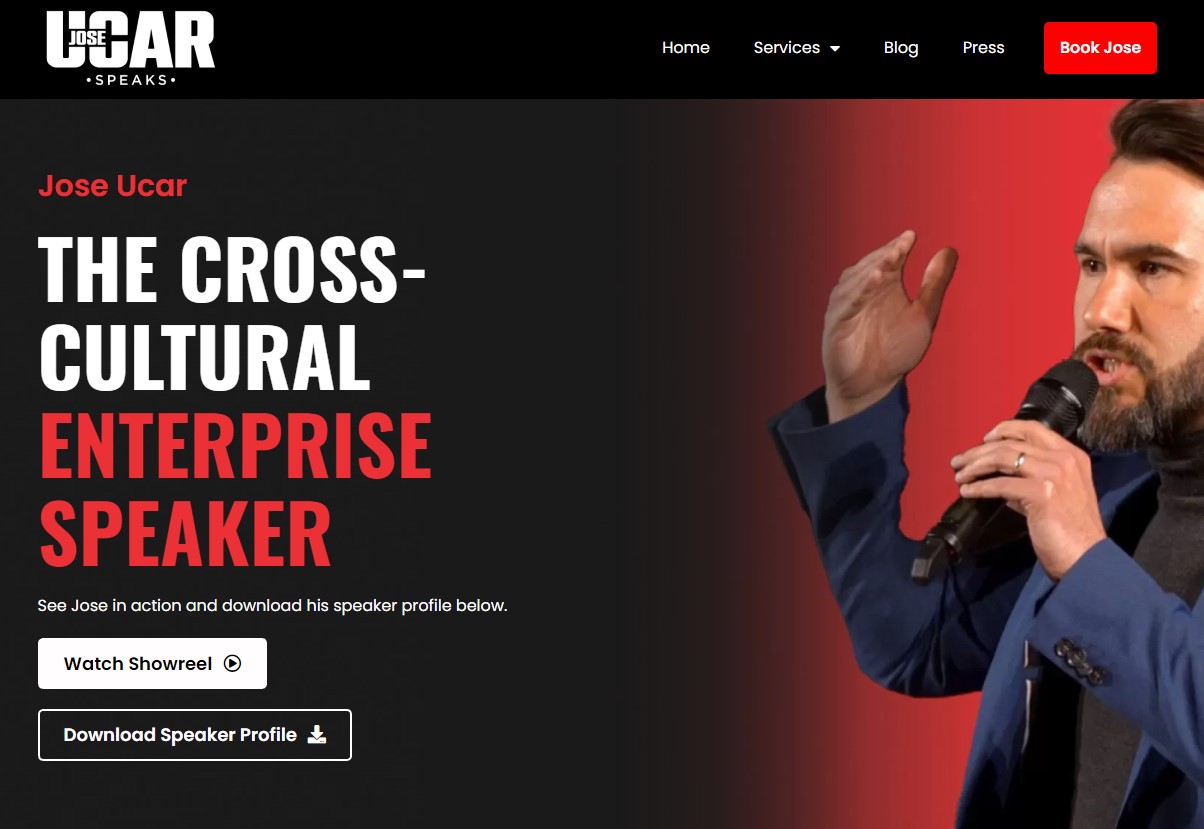 UCAR
JOSE
•SPEAKS•
Home
Services
Blog
Press
Book Jose
Jose Ucar
THE CROSS-
CULTURAL
ENTERPRISE
SPEAKER
See Jose in action and download his speaker profile below.
Watch Showreel
Download Speaker Profile